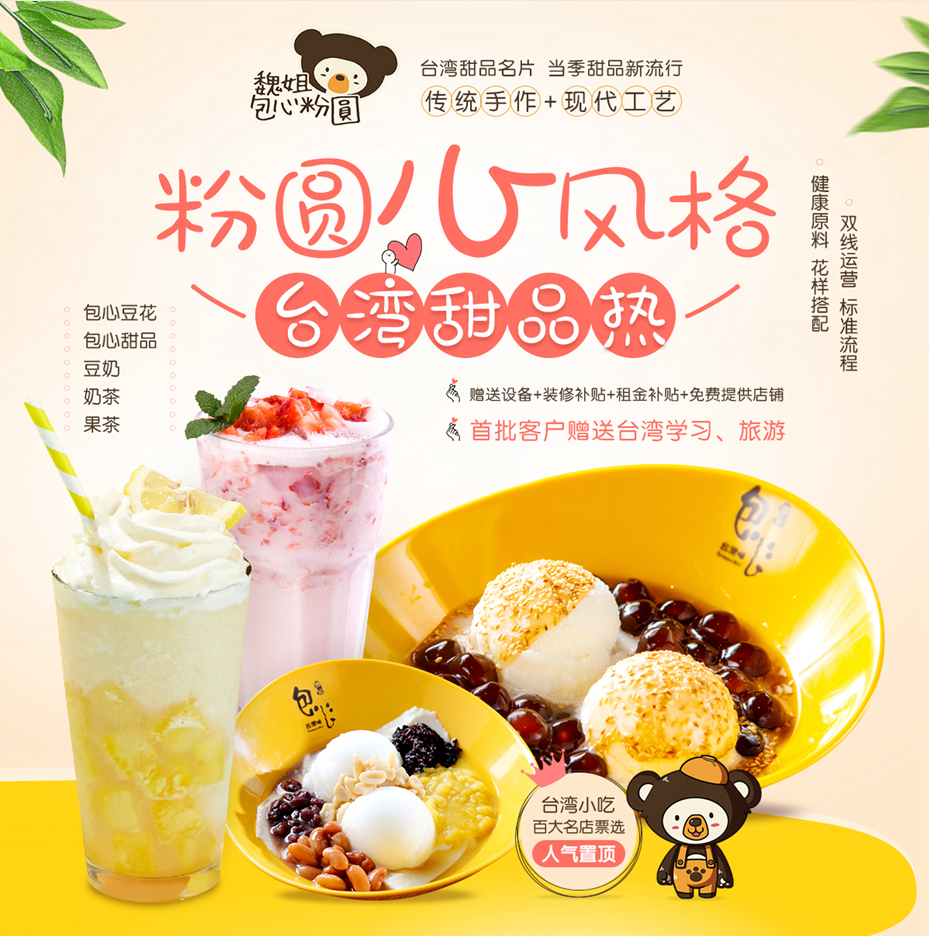 魏姐
包心粉圓
台湾甜品名片 当季甜品新流行
传统手作+现代工艺
粉圆心风格
台湾甜品热
双线运营 标准流程
健康原料 花样搭配
包心豆花
包心甜品
豆奶
奶茶
果茶
赠送设备+装修补贴+租金补贴+免费提供店铺
首批客户赠送台湾学习、旅游
包心
包心
台湾小吃
百大名店票选
人气置顶